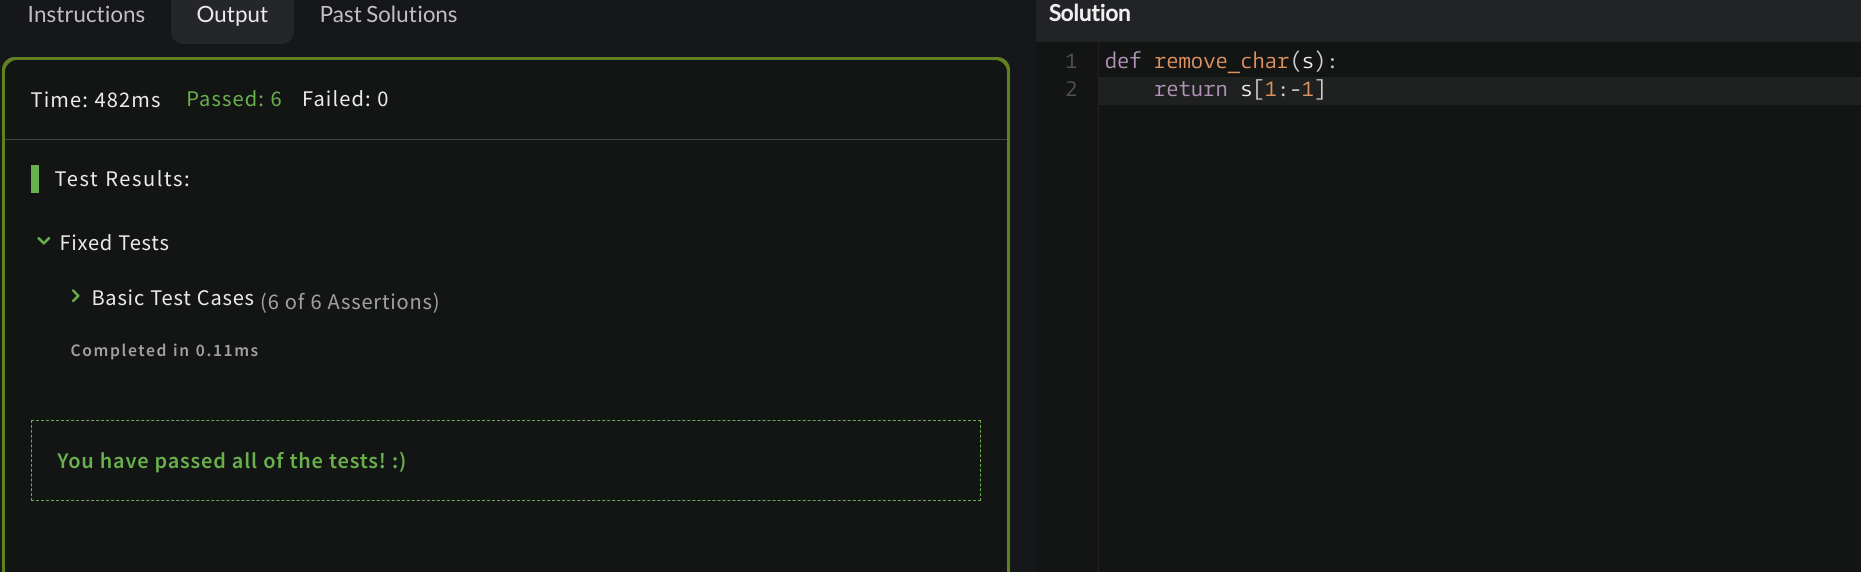 Instructions Output Past Solutions
Time: 482ms Passed: 6 Failed: 0
Test Results:
Fixed Tests
Basic Test Cases (6 of 6 Assertions)
Completed in 0.11ms
You have passed all of the tests! :)
Solution
1 def remove_char(s):
2     return s[1:-1]